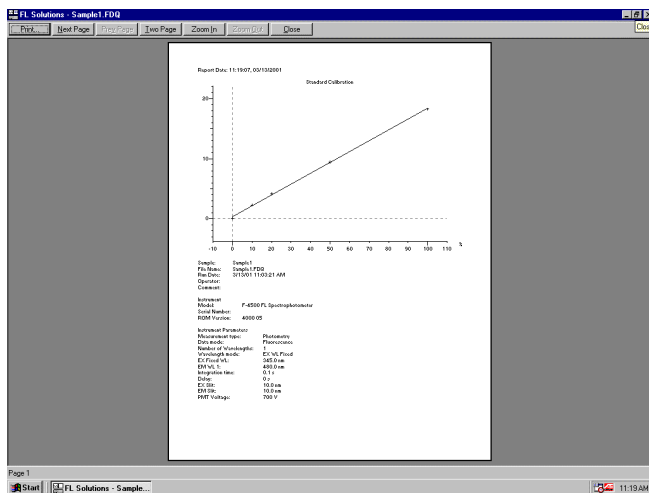 FL Solutions - Sample1.FDQ
Print... Next Page Prev Page Two Page Zoom In Zoom Out Close
Clos
Report Date: 11:19:07, 03/13/2001
Standard Calibration
20
10
0
-10 0 10 20 30 40 50 60 70 80 90 100 110 %
Sample: Sample1
File Name: Sample1.FDQ
Run Date: 3/13/01 11:03:21 AM
Operator:
Comment:
Instrument
Model: F-4500 FL Spectrophotometer
Serial Number:
ROM Version: 4000 05
Instrument Parameters
Measurement type: Photometry
Data mode: Fluorescence
Number of Wavelengths: 1
Wavelength mode: EX WL Fixed
EX Fixed WL: 345.0 nm
EM WL 1: 480.0 nm
Integration time: 0.1 s
Delay: 0 s
EX Slit: 10.0 nm
EM Slit: 10.0 nm
PMT Voltage: 700 V
Page 1
Start FL Solutions - Sample... 11:19 AM